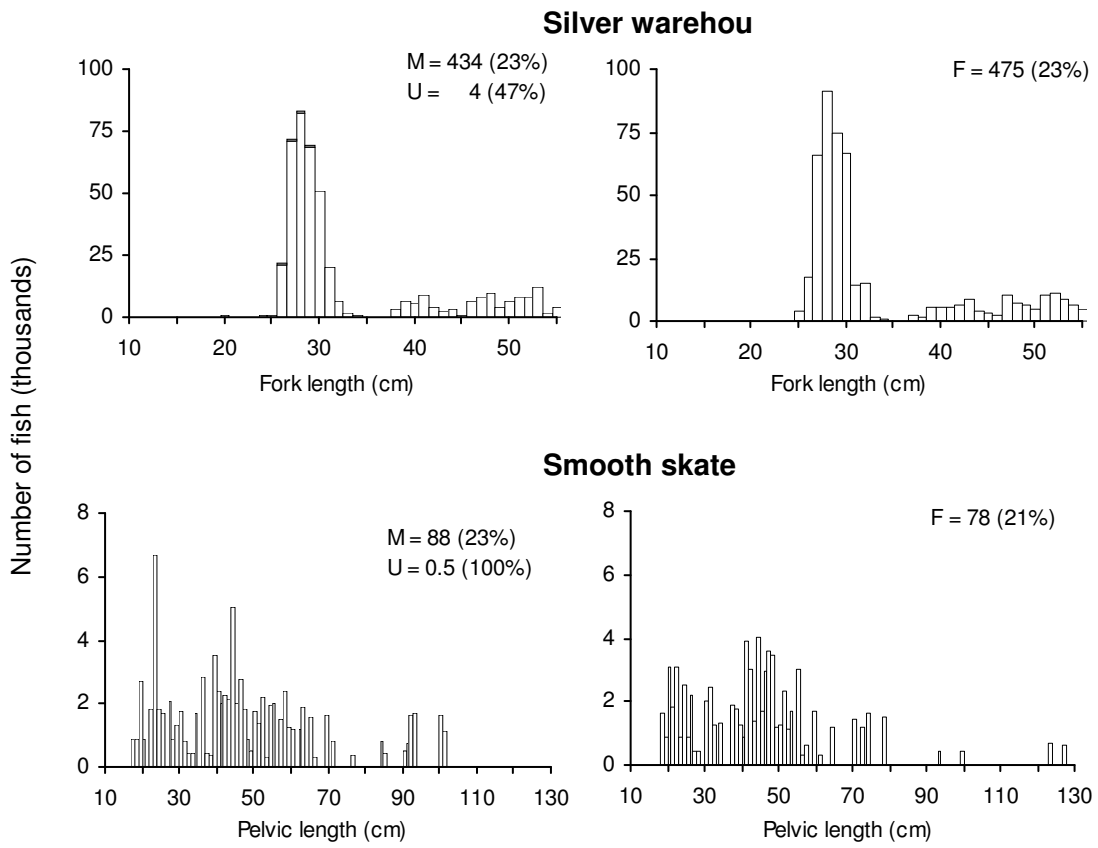 Silver warehou
M = 434 (23%)
U = 4 (47%)
100
75
50
25
0
10 20 30 40 50
Fork length (cm)
F = 475 (23%)
100
75
50
25
0
10 20 30 40 50
Fork length (cm)
Number of fish (thousands)
Smooth skate
M = 88 (23%)
U = 0.5 (100%)
8
6
4
2
0
10 30 50 70 90 110 130
Pelvic length (cm)
F = 78 (21%)
8
6
4
2
0
10 30 50 70 90 110 130
Pelvic length (cm)